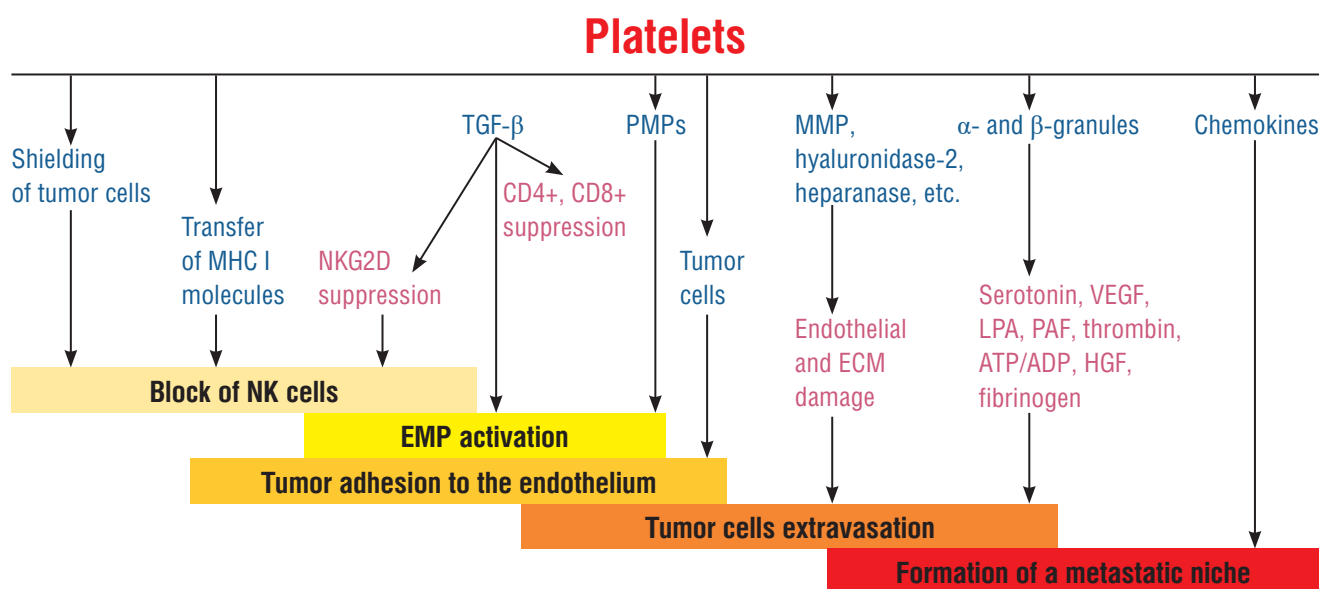 Platelets
Shielding
of tumor cells
Transfer
of MHC I
molecules
TGF-β
NKG2D
suppression
CD4+, CD8+
suppression
PMPs
Tumor
cells
MMP,
hyaluronidase-2,
heparanase, etc.
Endothelial
and ECM
damage
α- and β-granules
Serotonin, VEGF,
LPA, PAF, thrombin,
ATP/ADP, HGF,
fibrinogen
Chemokines
Block of NK cells
EMP activation
Tumor adhesion to the endothelium
Tumor cells extravasation
Formation of a metastatic niche